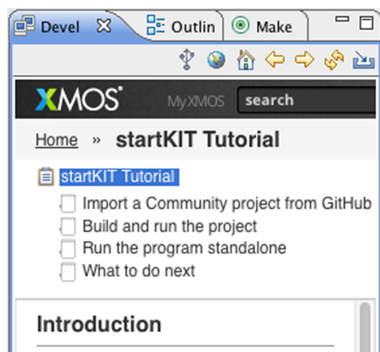 Devel Outlin Make
XMOS MyXMOS search
Home » startKIT Tutorial
startKIT Tutorial
Import a Community project from GitHub
Build and run the project
Run the program standalone
What to do next
Introduction